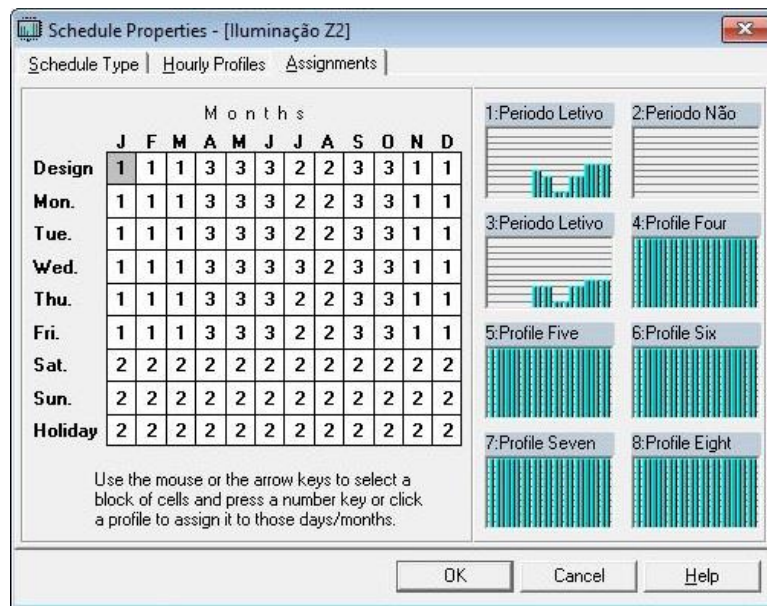 Schedule Properties - [Iluminação Z2]
Schedule Type Hourly Profiles Assignments
Months
J F M A M J J A S O N D
Design 1 1 1 3 3 3 2 2 3 3 1 1
Mon. 1 1 1 3 3 3 2 2 3 3 1 1
Tue. 1 1 1 3 3 3 2 2 3 3 1 1
Wed. 1 1 1 3 3 3 3 2 3 3 1 1
Thu. 1 1 1 3 3 3 2 2 3 3 1 1
Fri. 1 1 1 3 3 3 2 2 3 3 1 1
Sat. 2 2 2 2 2 2 2 2 2 2 2 2
Sun. 2 2 2 2 2 2 2 2 2 2 2 2
Holiday 2 2 2 2 2 2 2 2 2 2 2 2
Use the mouse or the arrow keys to select a
block of cells and press a number key or click
a profile to assign it to those days/months.
1:Periodo Letivo 2:Periodo Não
3:Periodo Letivo 4:Profile Four
5:Profile Five 6:Profile Six
7:Profile Seven 8:Profile Eight
OK Cancel Help